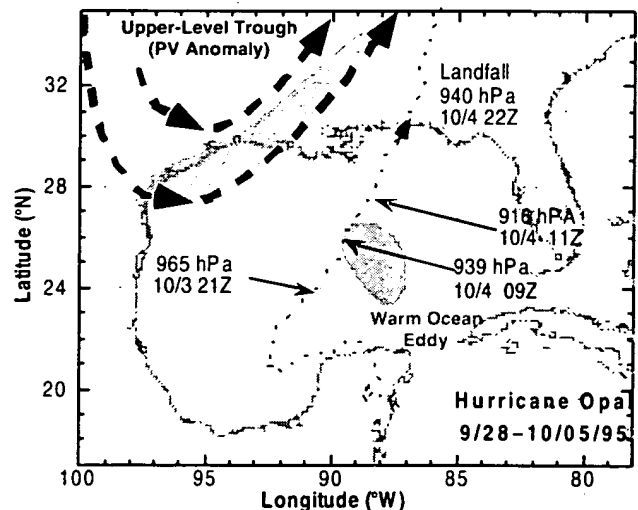 Upper-Level Trough
(PV Anomaly)
Landfall
940 hPa
10/4 22Z
916 hPA
10/4 11Z
965 hPa
10/3 21Z
939 hPa
10/4 09Z
Warm Ocean
Eddy
Hurricane Opal
9/28-10/05/95
Latitude (°N)
32
28
24
20
100
95
90
85
80
Longitude (°W)